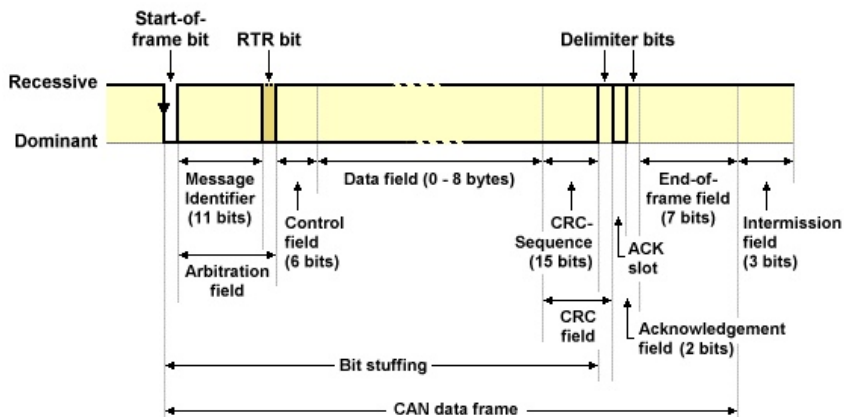 Start-of-
frame bit
RTR bit
Delimiter bits
Recessive
Dominant
Message
Identifier
(11 bits)
Control
field
(6 bits)
Data field (0 - 8 bytes)
CRC-
Sequence
(15 bits)
ACK
slot
End-of-
frame field
(7 bits)
Intermission
field
(3 bits)
Arbitration
field
CRC
field
Acknowledgement
field (2 bits)
Bit stuffing
CAN data frame